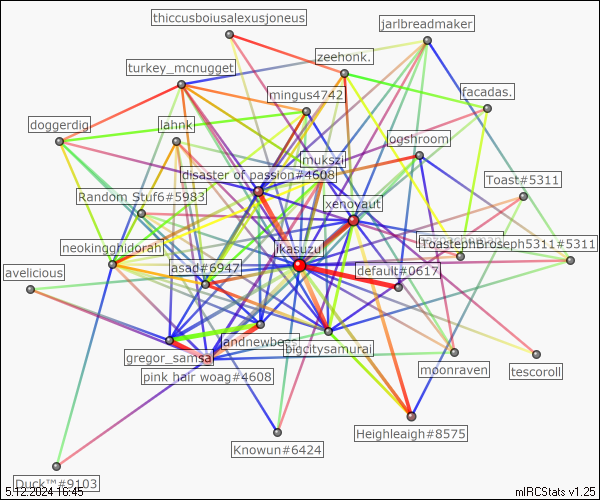 thiccusboiusalexusjoneus
jarlbreadmaker
zeehonk.
turkey_mcnugget
mingus4742
facadas.
doggerdig
lahnk
ogshroom
mukszi
disaster of passion#4608
Toast#5311
Random Stuf6#5983
xenoyaut
ToastephBroseph5311#5311
neokingghidorah
ikasuzu
avelicious
asad#6947
default#0617
landnewbess
bigcitysamurai
gregor_samsa
moonraven
tescoroll
pink hair woag#4608
Heighleagh#8575
Knowun#6424
Duck™#9103
5.12.2024 16:45
mIRCStats v1.25